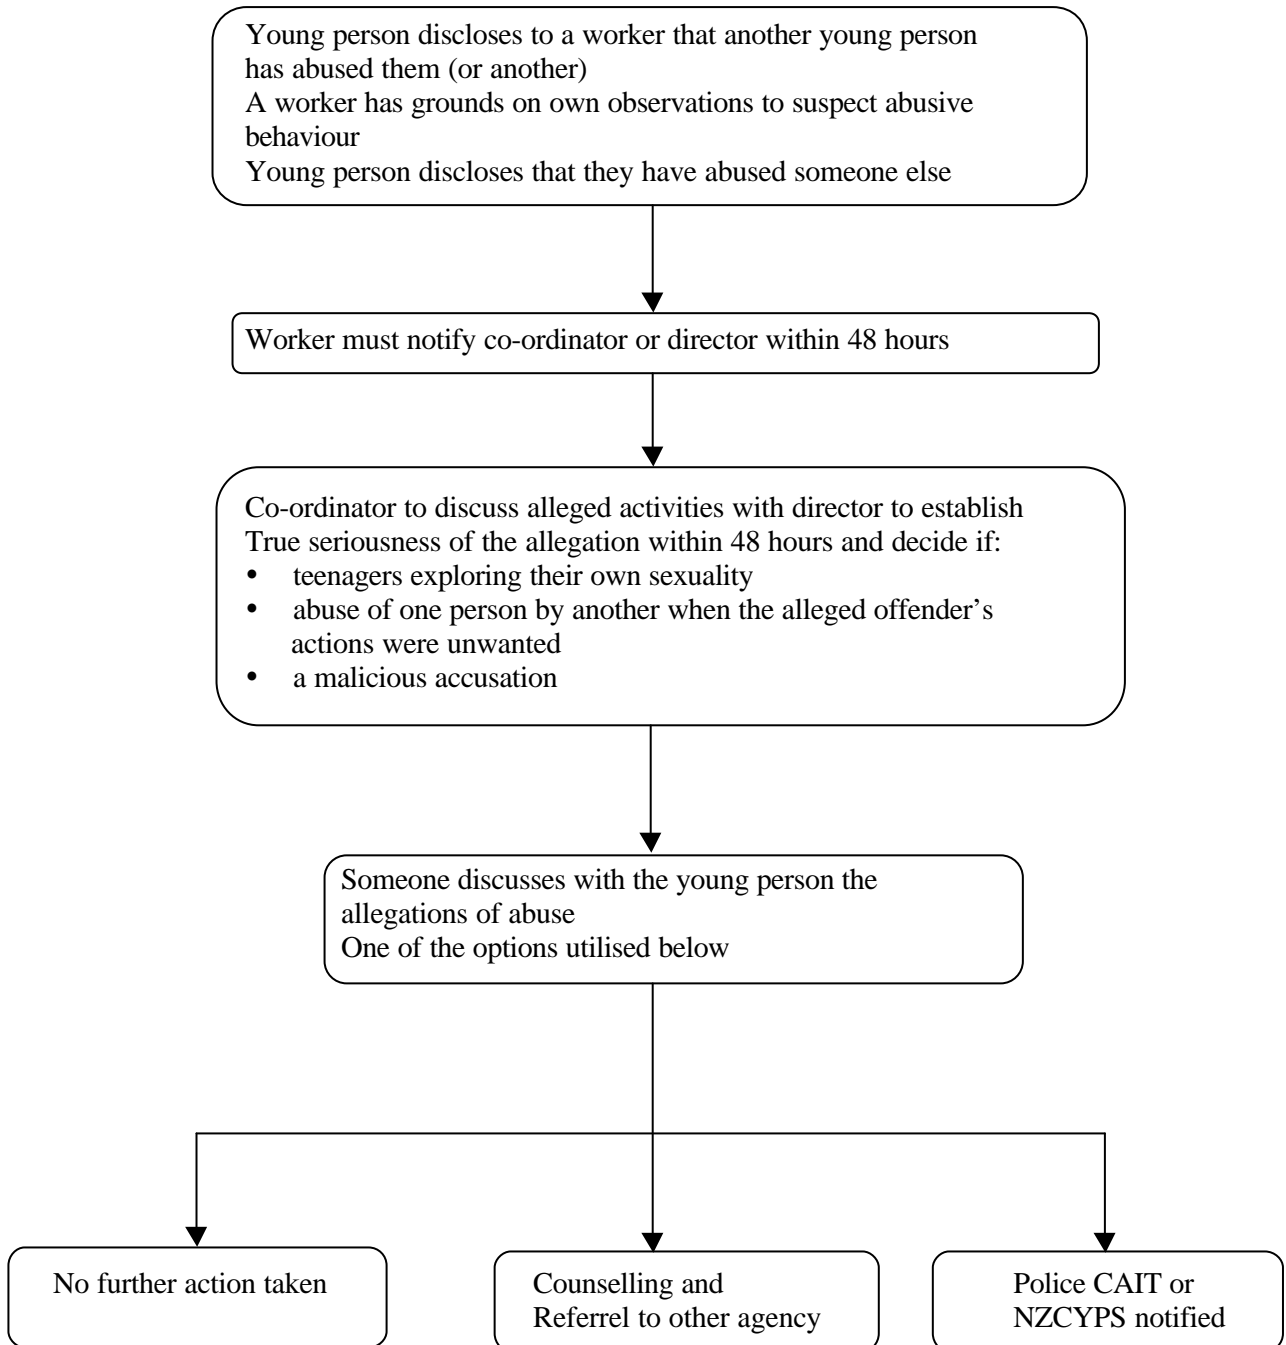 Young person discloses to a worker that another young person
has abused them (or another)
A worker has grounds on own observations to suspect abusive
behaviour
Young person discloses that they have abused someone else
Worker must notify co-ordinator or director within 48 hours
Co-ordinator to discuss alleged activities with director to establish
True seriousness of the allegation within 48 hours and decide if:
• teenagers exploring their own sexuality
• abuse of one person by another when the alleged offender’s
actions were unwanted
• a malicious accusation
Someone discusses with the young person the
allegations of abuse
One of the options utilised below
No further action taken
Counselling and
Referrel to other agency
Police CAIT or
NZCYPS notified